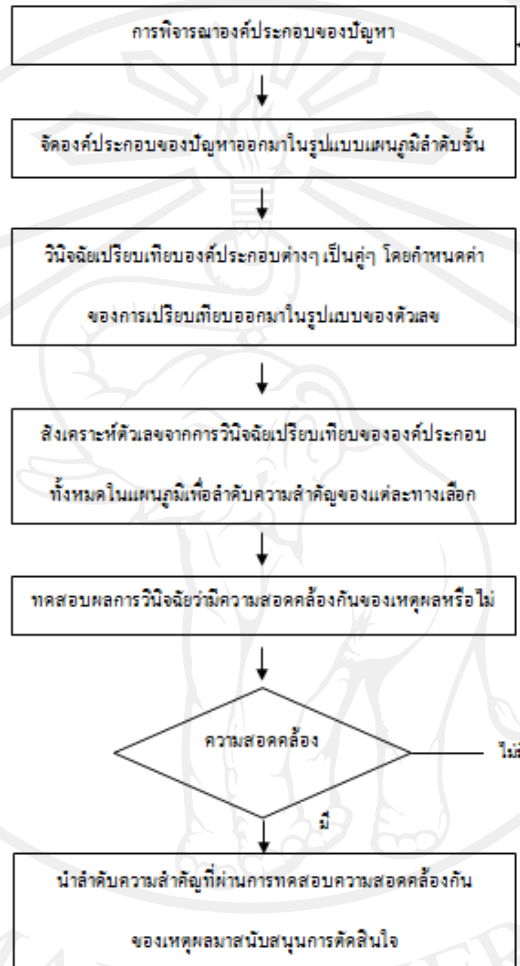 การพิจารณาองค์ประกอบของปัญหา
จัดองค์ประกอบของปัญหาออกมาในรูปแบบแผนภูมิลำดับชั้น
วินิจฉัยเปรียบเทียบองค์ประกอบต่างๆ เป็นคู่ๆ โดยกำหนดค่า
ของการเปรียบเทียบออกมาในรูปแบบของตัวเลข
สังเคราะห์ตัวเลขจากการวินิจฉัยเปรียบเทียบขององค์ประกอบ
ทั้งหมดในแผนภูมิเพื่อลำดับความสำคัญของแต่ละทางเลือก
ทดสอบผลการวินิจฉัยว่ามีความสอดคล้องกันของเหตุผลหรือไม่
ความสอดคล้อง
มี
นำลำดับความสำคัญที่ผ่านการทดสอบความสอดคล้องกัน
ของเหตุผลมาสนับสนุนการตัดสินใจ